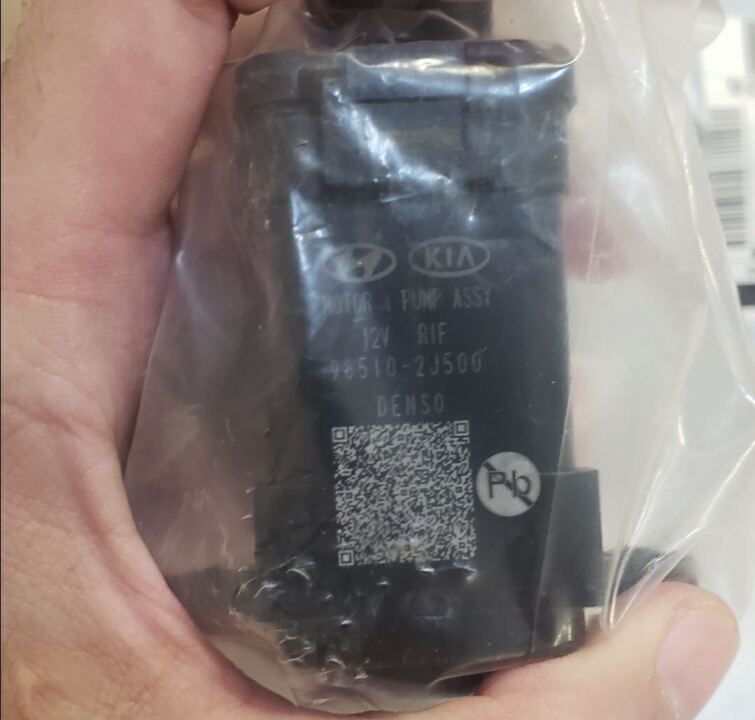 KIA
MOTOR & PUMP ASSY
12V RIF
98510-2J500
DENSO
Pb